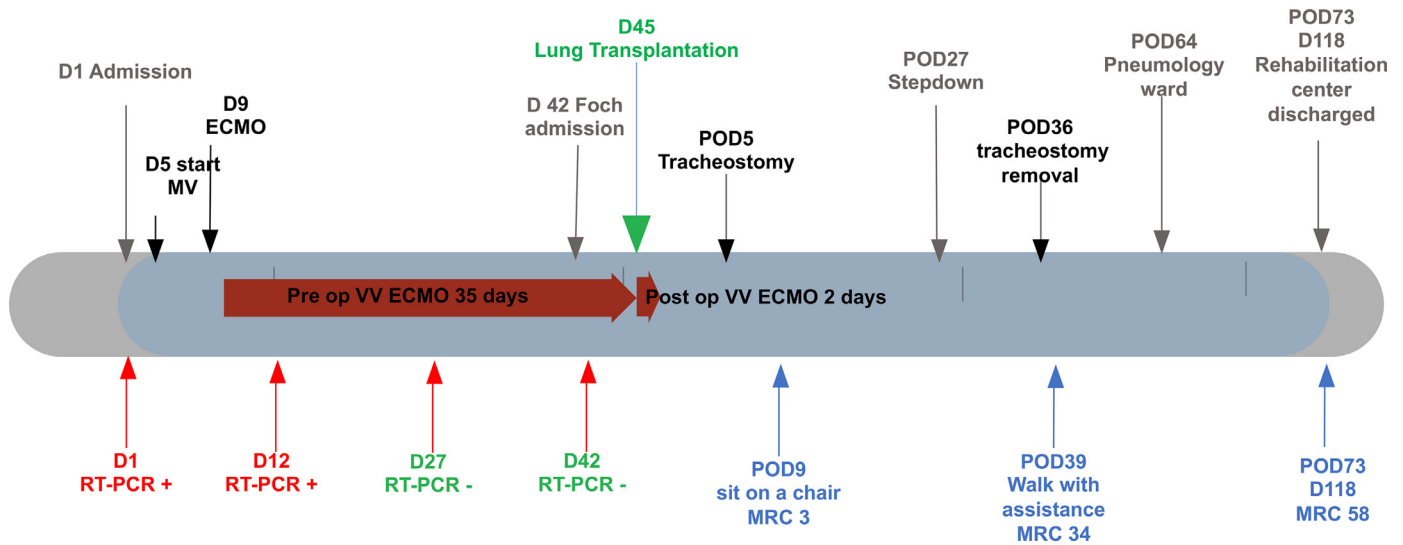 D1 Admission
D5 start
MV
D9
ECMO
D 42 Foch
admission
D45
Lung Transplantation
POD5
Tracheostomy
POD27
Stepdown
POD36
tracheostomy
removal
POD64
Pneumology
ward
POD73
D118
Rehabilitation
center
discharged
Pre op VV ECMO 35 days
Post op VV ECMO 2 days
D1
RT-PCR +
D12
RT-PCR +
D27
RT-PCR -
D42
RT-PCR -
POD9
sit on a chair
MRC 3
POD39
Walk with
assistance
MRC 34
POD73
D118
MRC 58